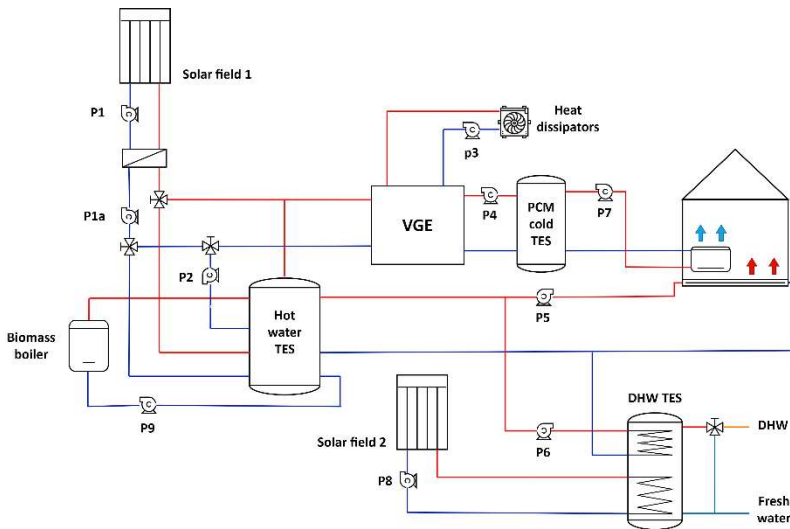 Solar field 1
P1
Heat
dissipators
p3
P1a
VGE
P4
PCM
cold
TES
P7
P2
Hot
water
TES
P5
Biomass
boiler
P9
DHW TES
Solar field 2
P6
DHW
P8
Fresh
water
C
C
C
C
C
C
C
C
C
C